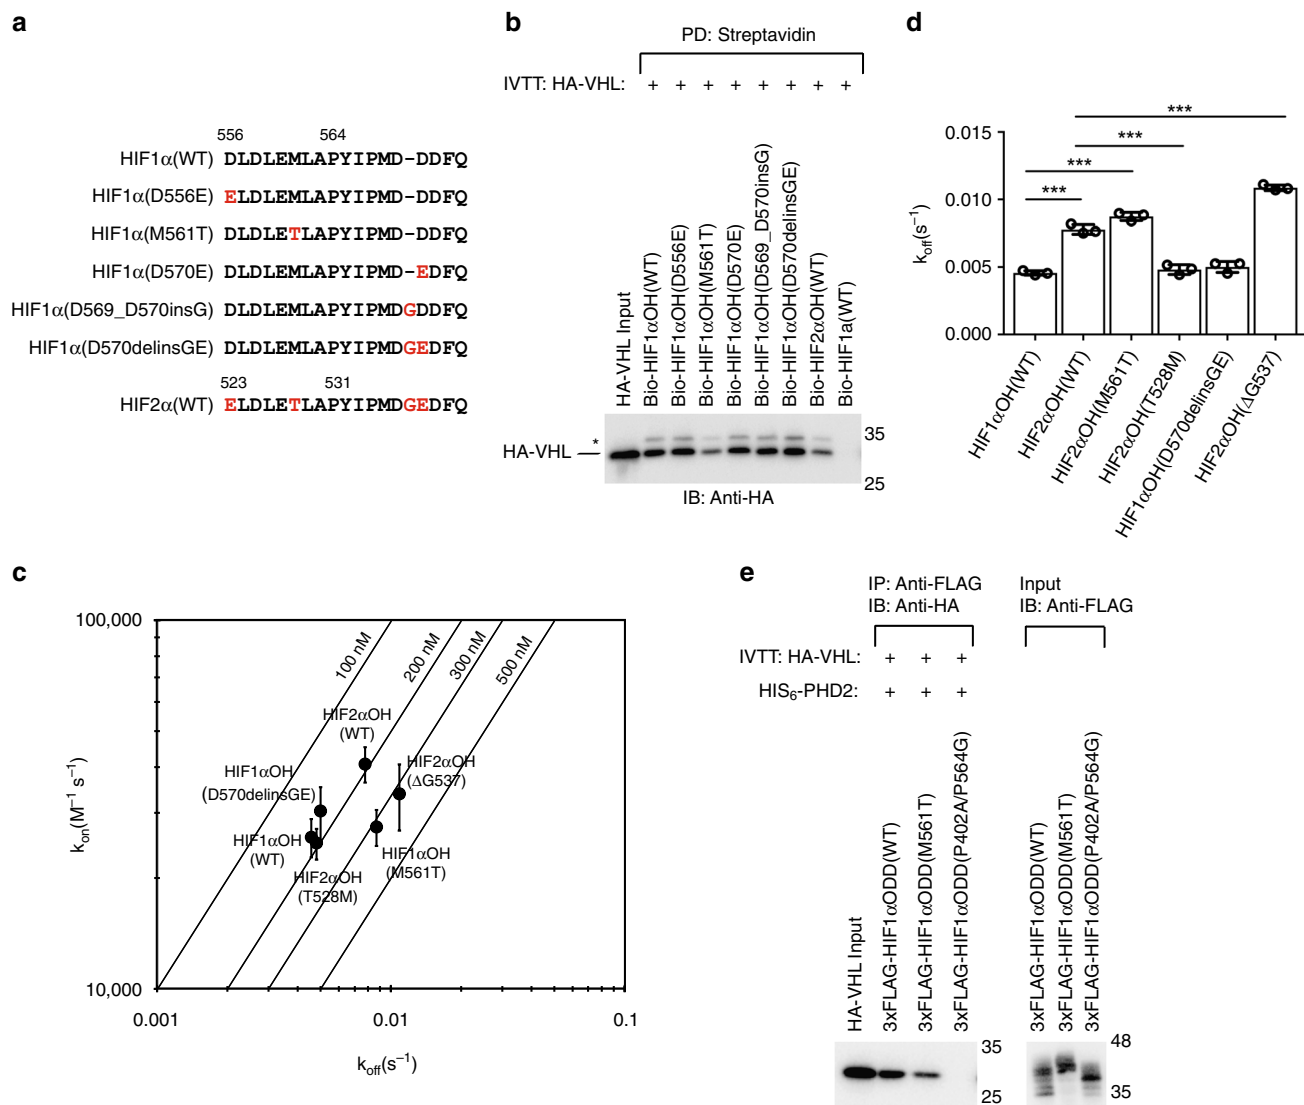 a
556 564
HIF1α(WT) DLDLEMLAPYIPMD-DDFQ
HIF1α(D556E) ELDLEMLAPYIPMD-DDFQ
HIF1α(M561T) DLDLETLAPYIPMD-DDFQ
HIF1α(D570E) DLDLEMLAPYIPMD-EDFQ
HIF1α(D569_D570insG) DLDLEMLAPYIPMDGDDFQ
HIF1α(D570delinsGE) DLDLEMLAPYIPMDGEDFQ
523 531
HIF2α(WT) ELDLETLAPYIPMDGEDFQ
b
PD: Streptavidin
IVTT: HA-VHL: + + + + + + + +
HA-VHL Input
Bio-HIF1αOH(WT)
Bio-HIF1αOH(D556E)
Bio-HIF1αOH(M561T)
Bio-HIF1αOH(D570E)
Bio-HIF1αOH(D569_D570insG)
Bio-HIF1αOH(D570delinsGE)
Bio-HIF2αOH(WT)
Bio-HIF1a(WT)
*
HA-VHL
35
25
IB: Anti-HA
d
koff(s−1)
0.015
0.010
0.005
0.000
***
***
***
***
HIF1αOH(WT)
HIF2αOH(WT)
HIF2αOH(M561T)
HIF2αOH(T528M)
HIF1αOH(D570delinsGE)
HIF2αOH(ΔG537)
c
100,000
10,000
kon(M−1 s−1)
100 nM
200 nM
300 nM
500 nM
HIF2αOH
(WT)
HIF1αOH
(D570delinsGE)
HIF2αOH
(ΔG537)
HIF1αOH
(WT)
HIF2αOH
(T528M)
HIF1αOH
(M561T)
0.001 0.01 0.1
koff(s−1)
e
IP: Anti-FLAG
IB: Anti-HA
Input
IB: Anti-FLAG
IVTT: HA-VHL: + + +
HIS6-PHD2: + + +
HA-VHL Input
3xFLAG-HIF1αODD(WT)
3xFLAG-HIF1αODD(M561T)
3xFLAG-HIF1αODD(P402A/P564G)
3xFLAG-HIF1αODD(WT)
3xFLAG-HIF1αODD(M561T)
3xFLAG-HIF1αODD(P402A/P564G)
35
25
48
35